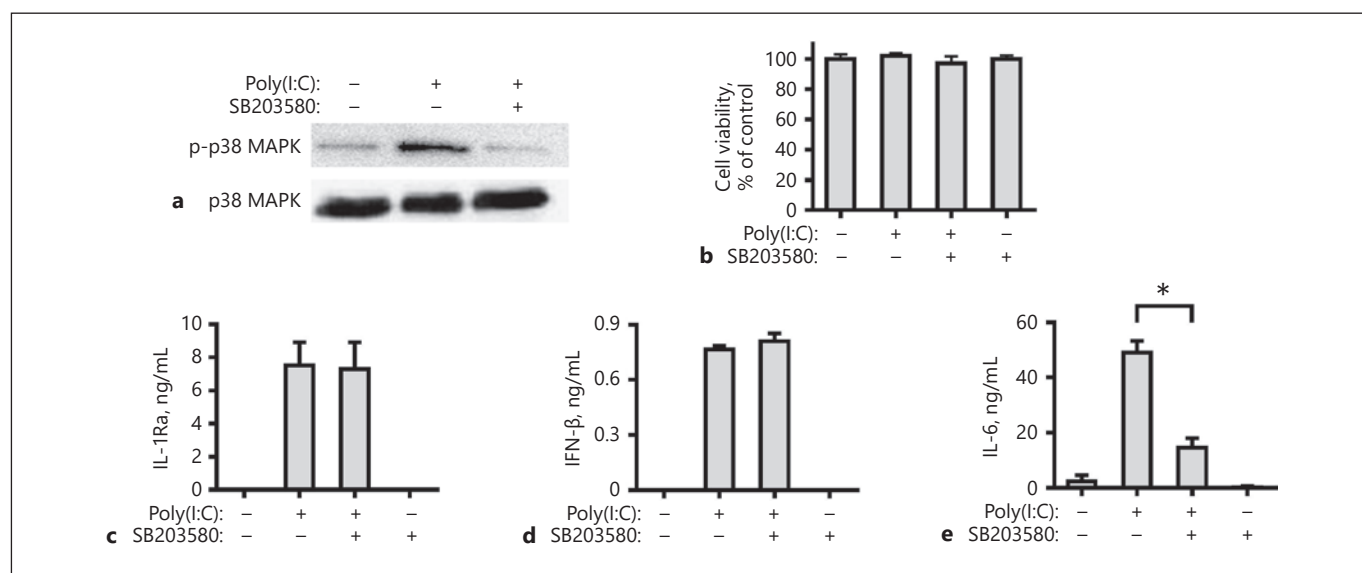 Poly(I:C): – + +
SB203580: – – +
p-p38 MAPK
a p38 MAPK
Cell viability,
% of control
100
80
60
40
20
0
Poly(I:C): – + + –
b SB203580: – – + +
IL-1Ra, ng/mL
10
8
6
4
2
0
Poly(I:C): – + + –
c SB203580: – – + +
IFN-β, ng/mL
0.9
0.6
0.3
0
Poly(I:C): – + + –
d SB203580: – – + +
*
IL-6, ng/mL
60
40
20
0
Poly(I:C): – + + –
e SB203580: – – + +